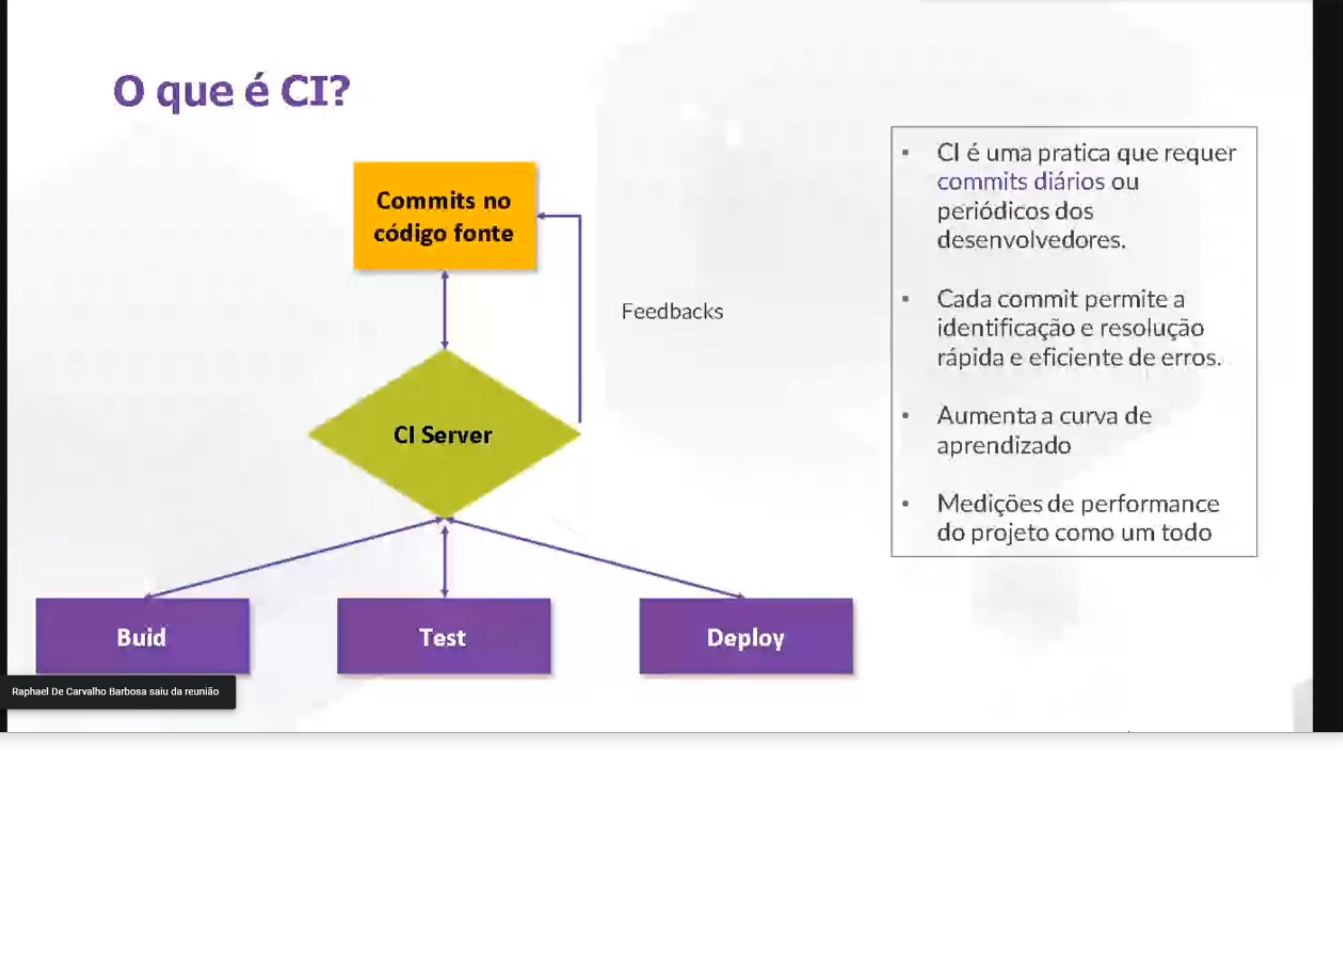 O que é CI?
Commits no
código fonte
Feedbacks
CI Server
Buid
Test
Deploy
• CI é uma pratica que requer
commits diários ou
periódicos dos
desenvolvedores.
• Cada commit permite a
identificação e resolução
rápida e eficiente de erros.
• Aumenta a curva de
aprendizado
• Medições de performance
do projeto como um todo
Raphael De Carvalho Barbosa saiu da reunião